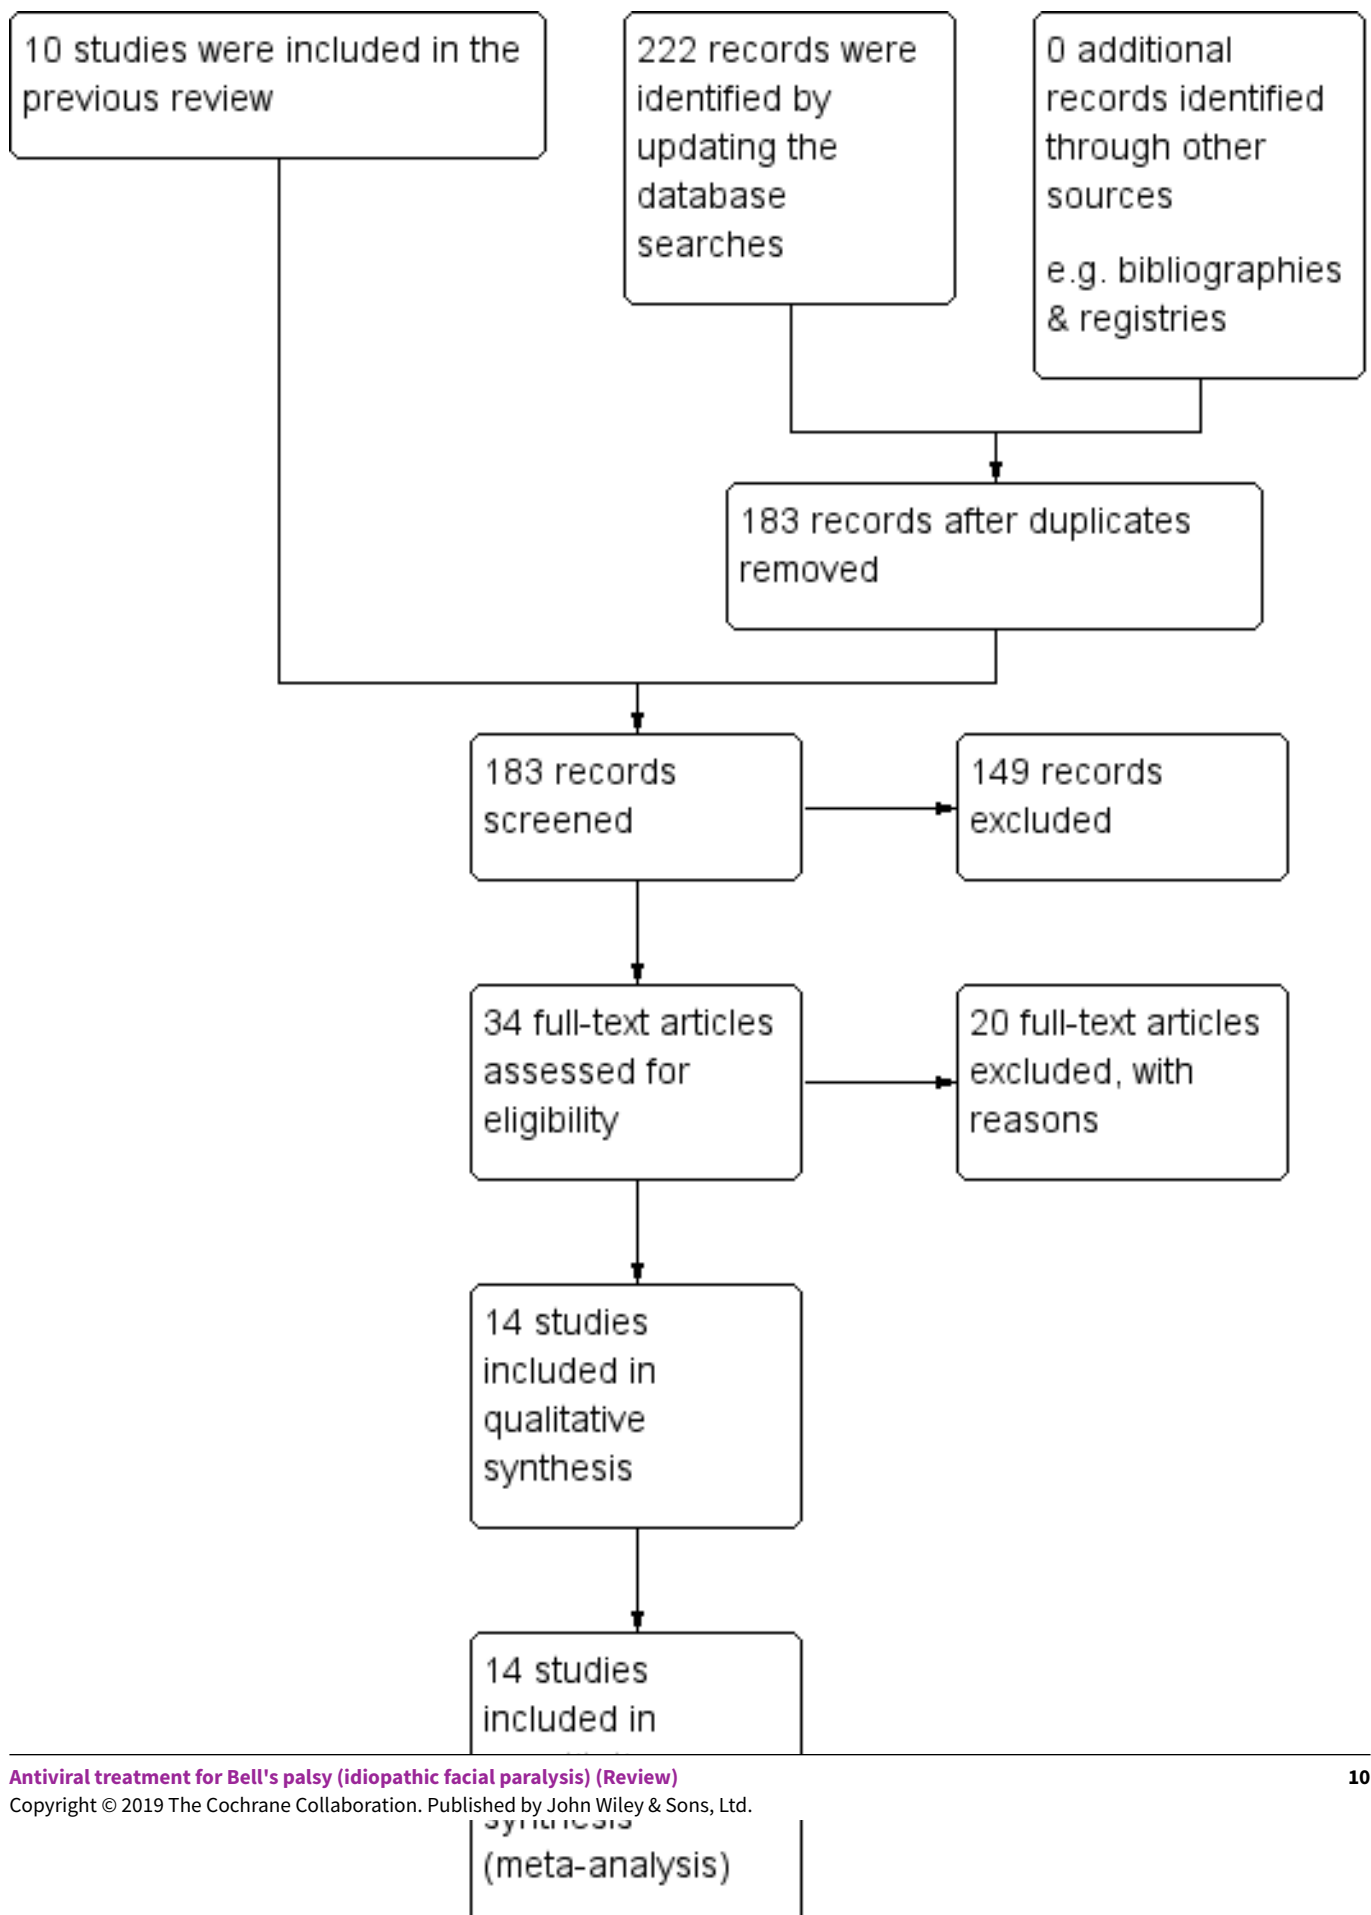 10 studies were included in the
previous review
222 records were
identified by
updating the
database
searches
0 additional
records identified
through other
sources
e.g. bibliographies
& registries
183 records after duplicates
removed
183 records
screened
149 records
excluded
34 full-text articles
assessed for
eligibility
20 full-text articles
excluded, with
reasons
14 studies
included in
qualitative
synthesis
14 studies
included in
Antiviral treatment for Bell's palsy (idiopathic facial paralysis) (Review) 10
Copyright © 2019 The Cochrane Collaboration. Published by John Wiley & Sons, Ltd.
synthesis
(meta-analysis)